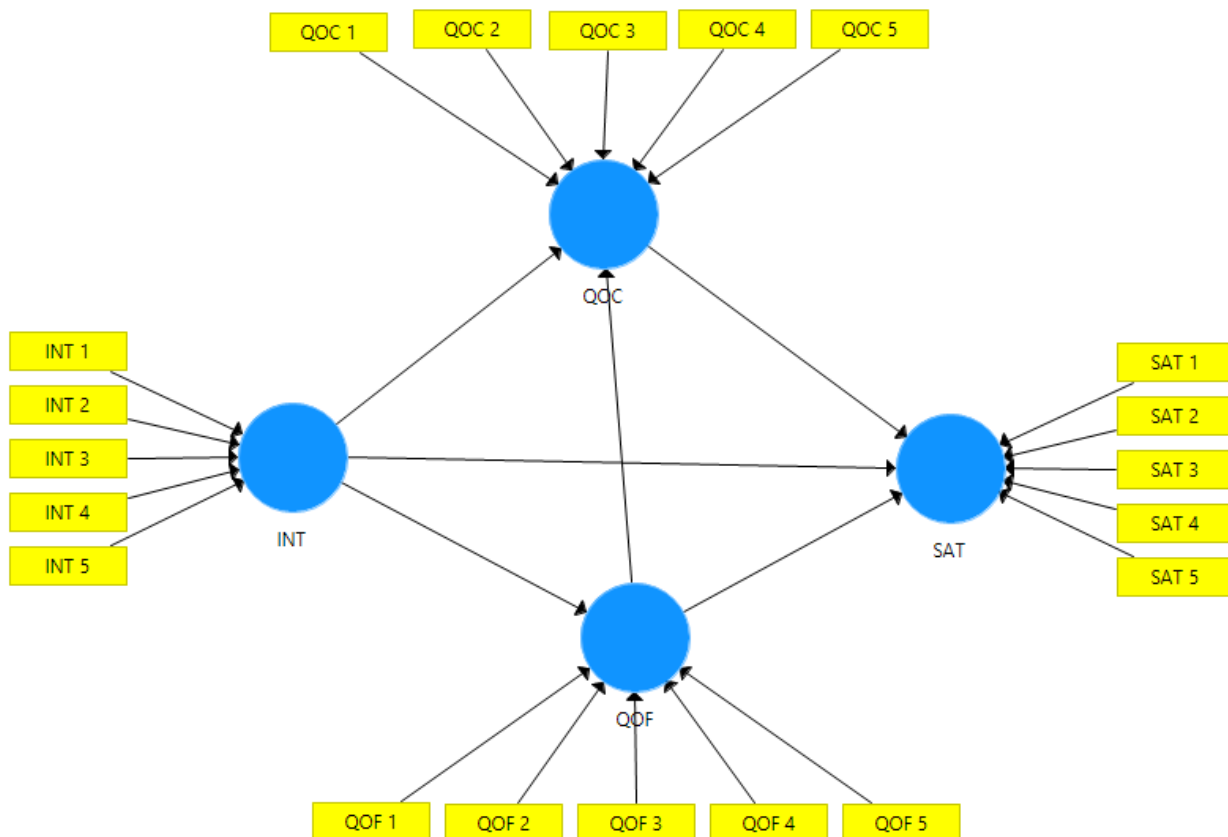 QOC 1
QOC 2
QOC 3
QOC 4
QOC 5
QOC
INT 1
INT 2
INT 3
INT 4
INT 5
INT
SAT 1
SAT 2
SAT 3
SAT 4
SAT 5
SAT
QOF
QOF 1
QOF 2
QOF 3
QOF 4
QOF 5